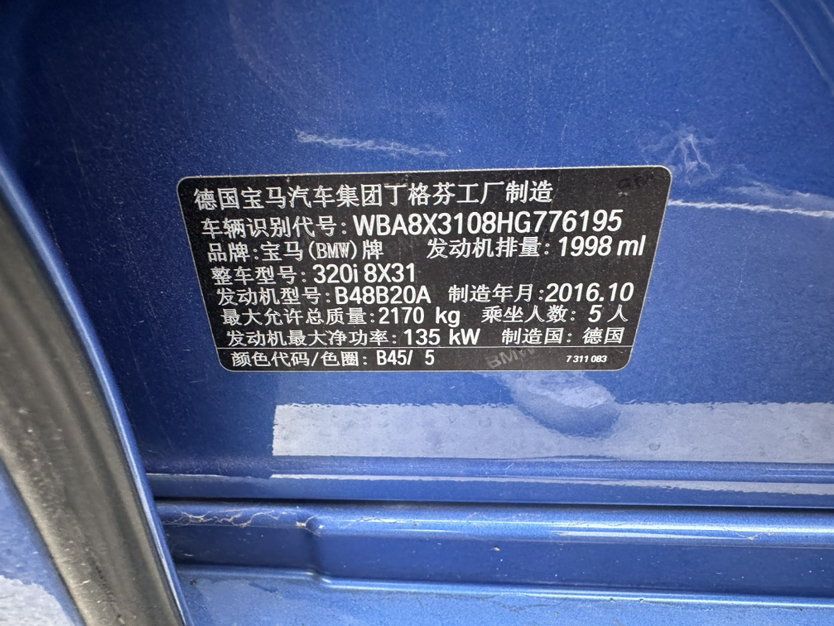 德国宝马汽车集团丁格芬工厂制造
车辆识别代号: WBA8X3108HG776195
品牌: 宝马(BMW)牌 发动机排量: 1998 ml
整车型号: 320i 8X31
发动机型号: B48B20A 制造年月:2016.10
最大允许总质量: 2170 kg 乘坐人数: 5 人
发动机最大净功率: 135 kW 制造国: 德国
颜色代码/色圈: B45/ 5 7 311 083
BMW